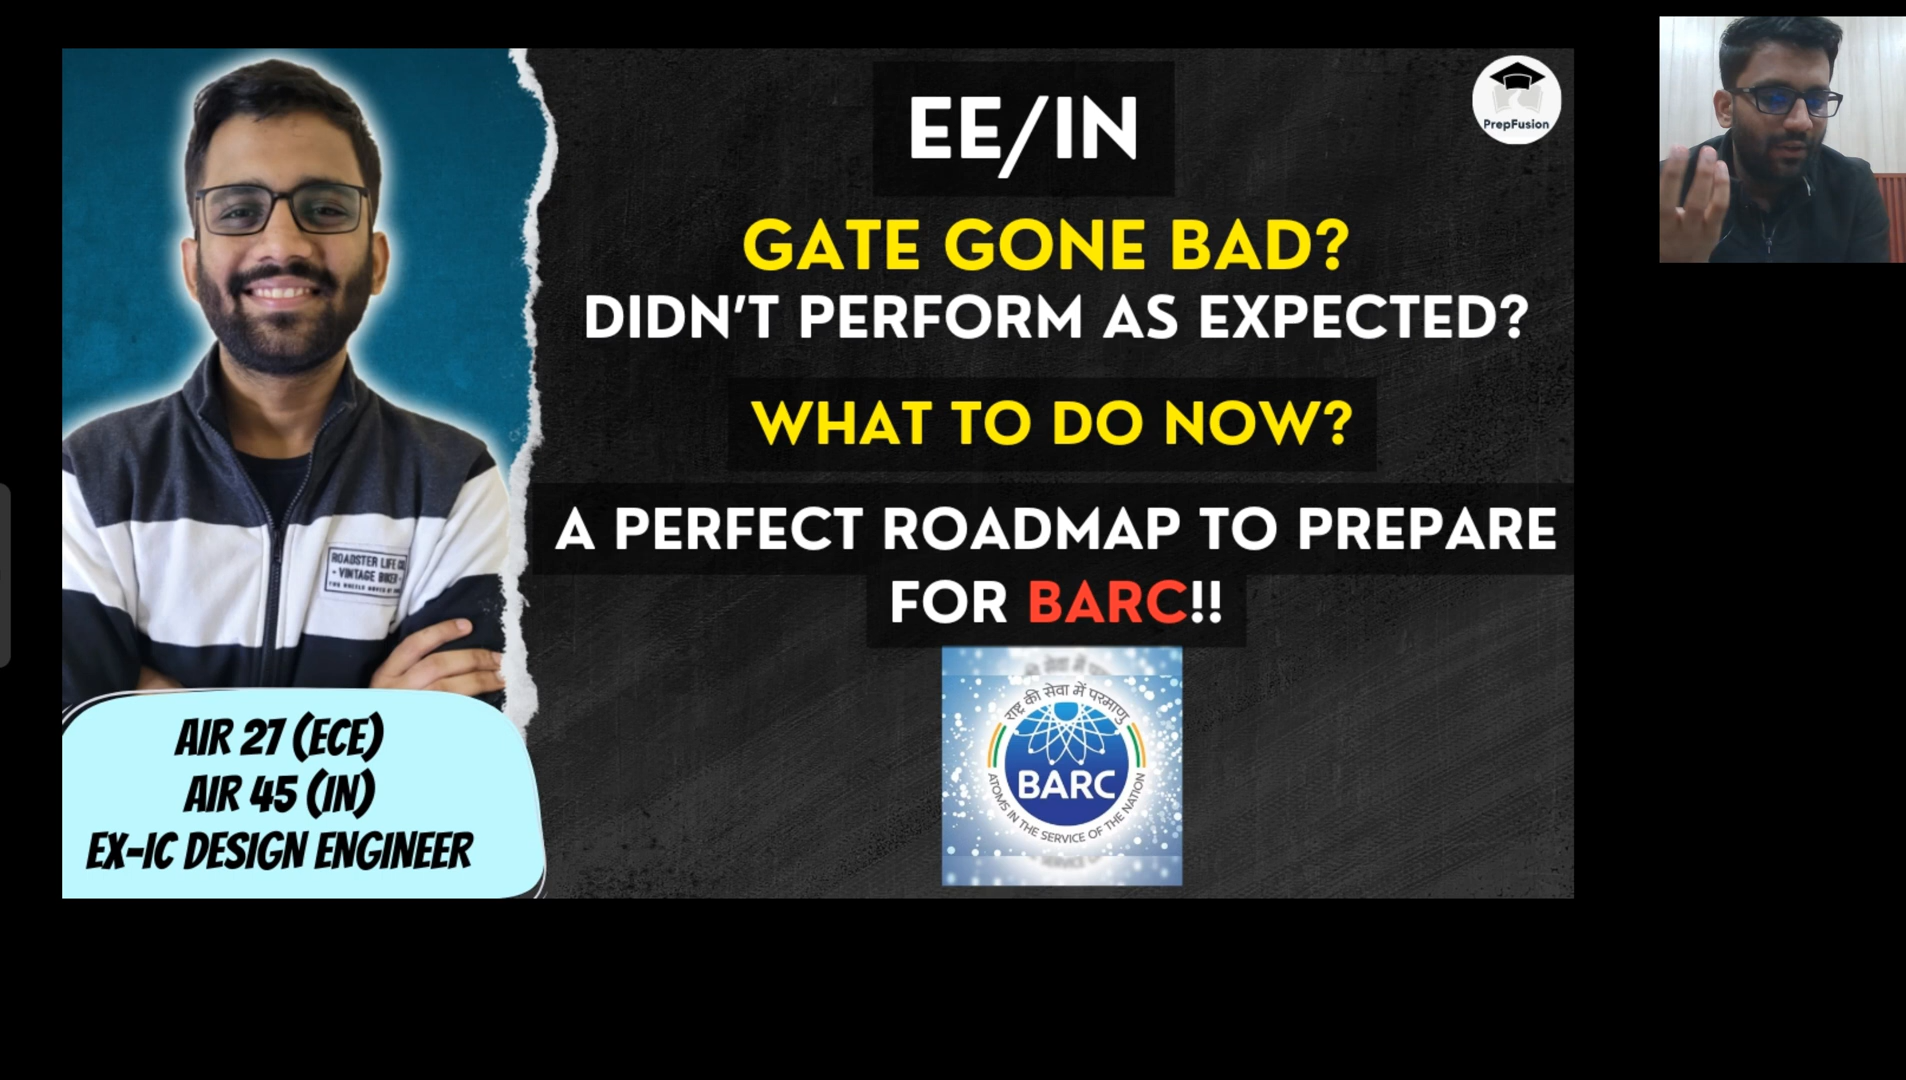 EE/IN
PrepFusion
GATE GONE BAD?
DIDN'T PERFORM AS EXPECTED?
WHAT TO DO NOW?
A PERFECT ROADMAP TO PREPARE
FOR BARC!!
ROADSTER LIFE CO
• VINTAGE BIKER •
राष्ट्र की सेवा में परमाणु
BARC
ATOMS IN THE SERVICE OF THE NATION
AIR 27 (ECE)
AIR 45 (IN)
EX-IC DESIGN ENGINEER